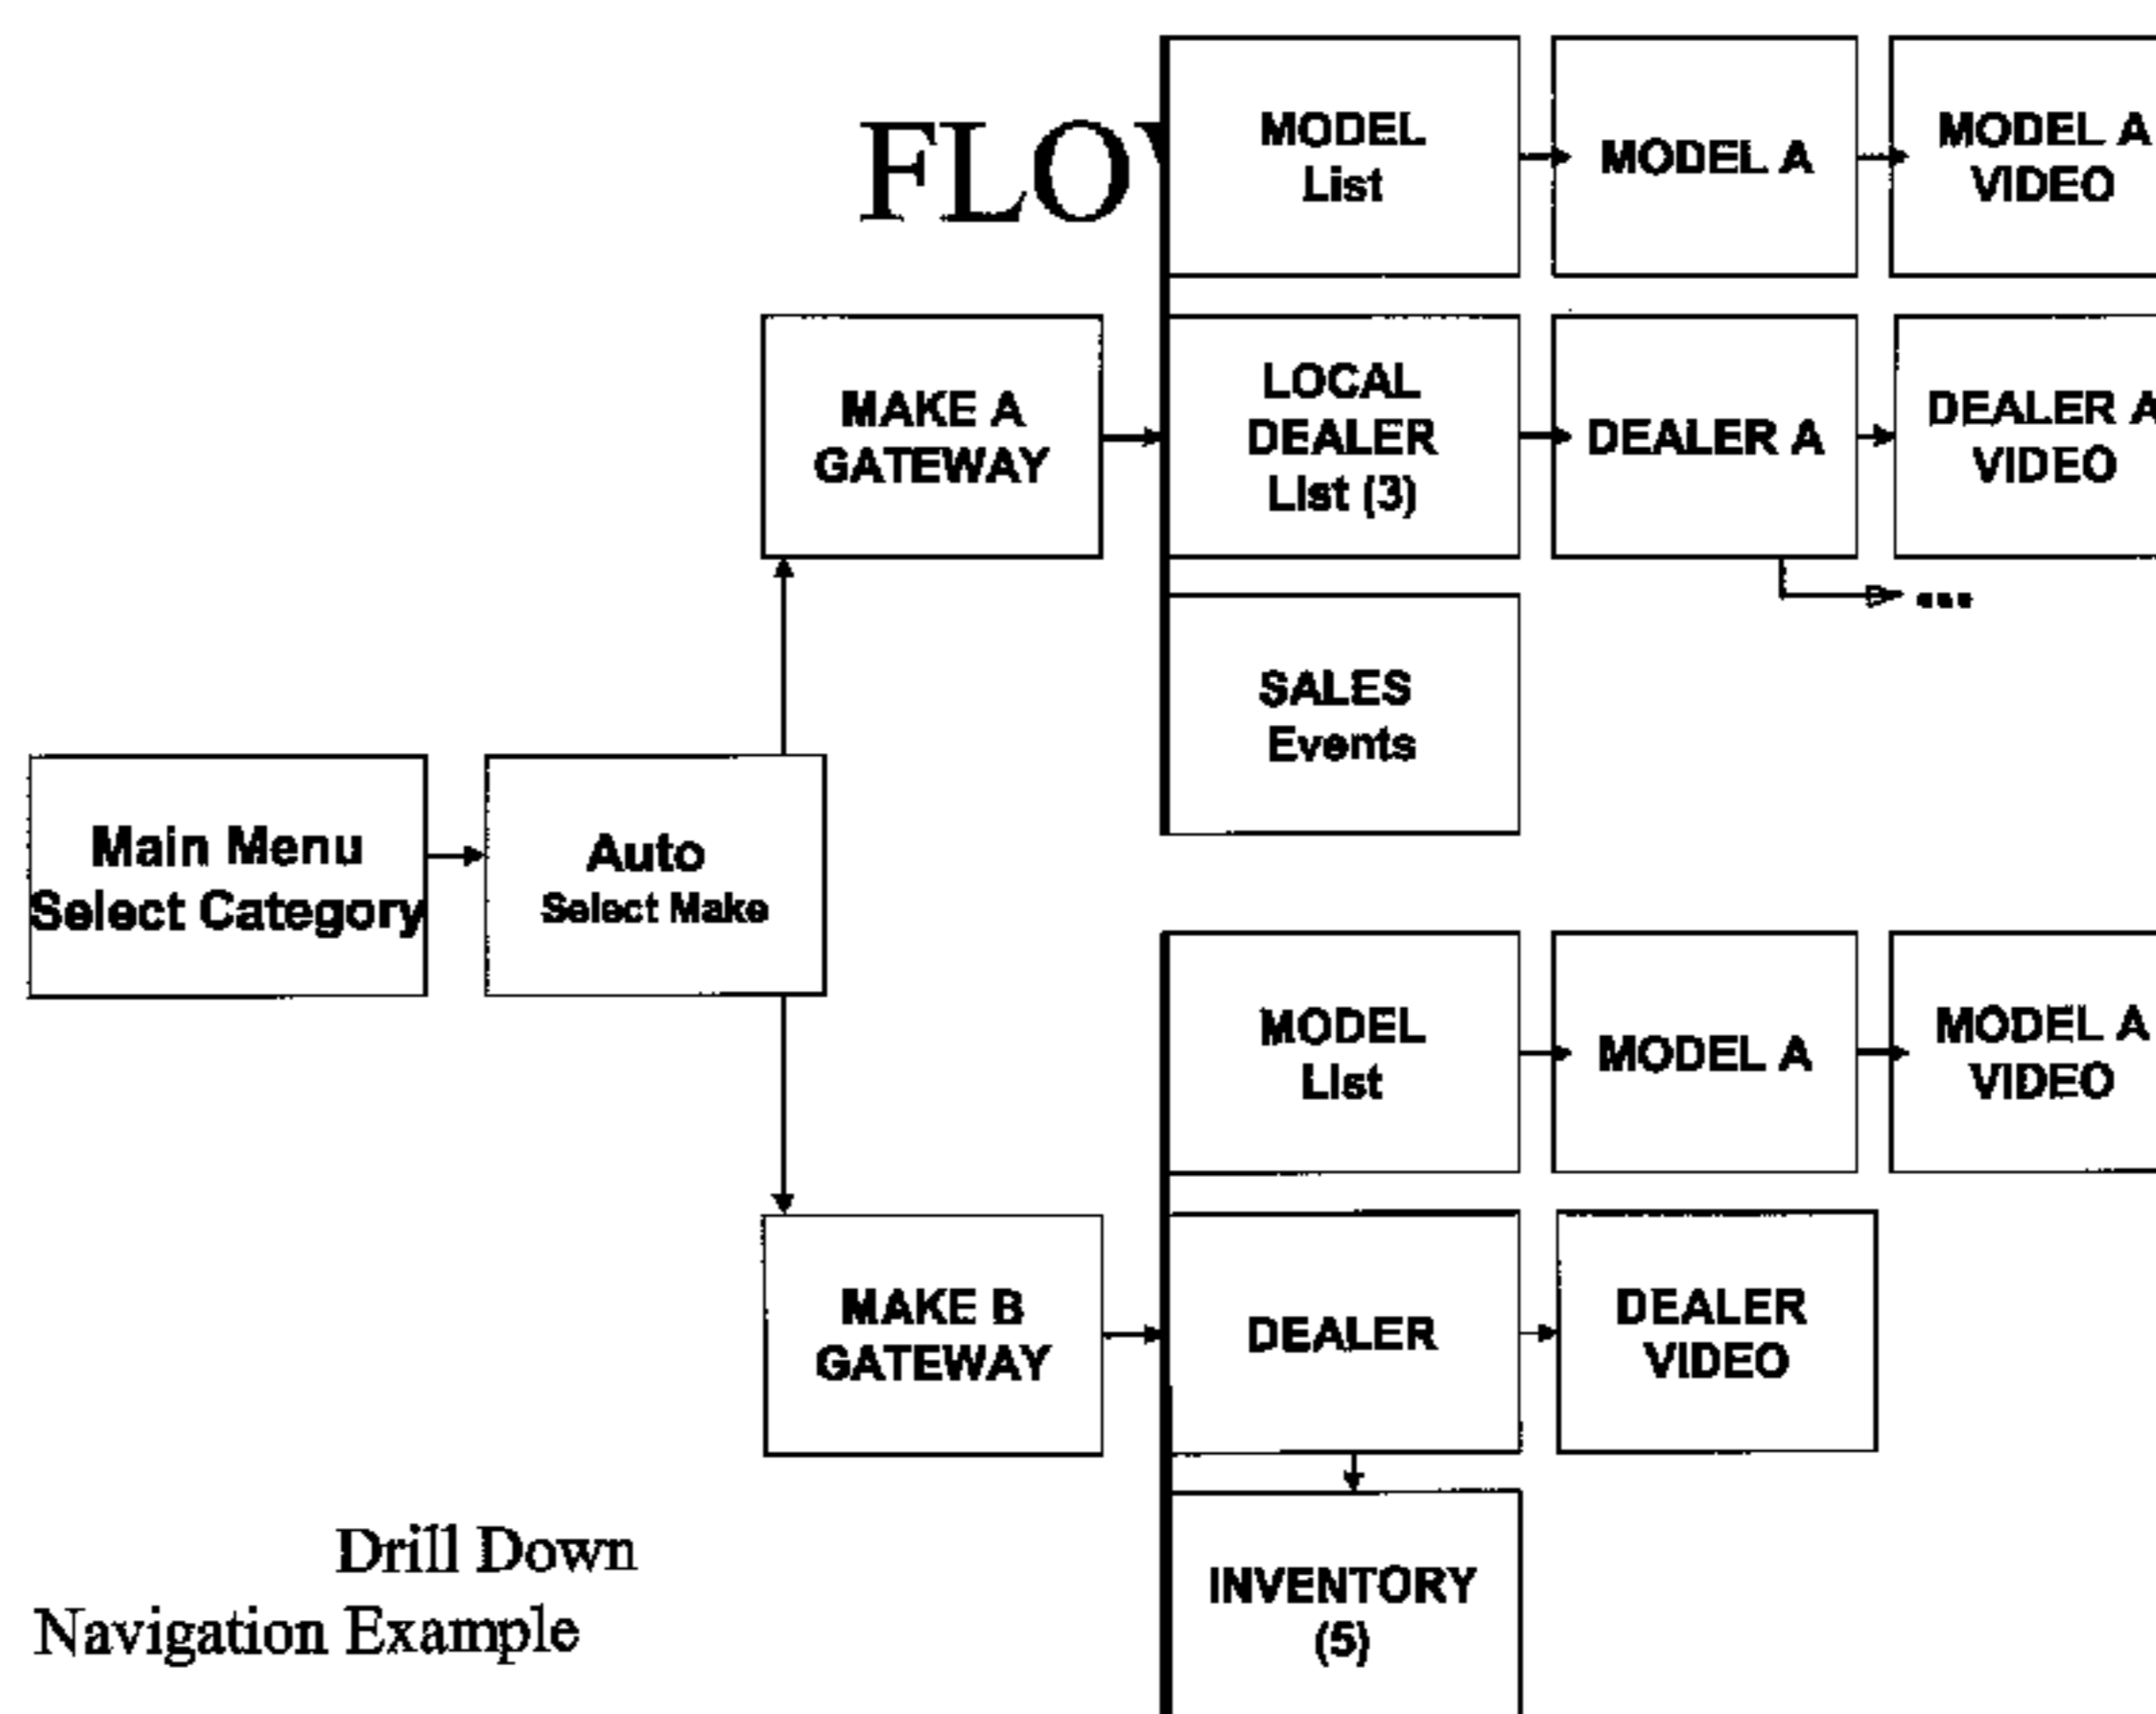 FLO
MODEL
List
MODEL A
MODEL A
VIDEO
MAKE A
GATEWAY
LOCAL
DEALER
List (3)
DEALER A
DEALER A
VIDEO
...
SALES
Events
Main Menu
Select Category
Auto
Select Make
MODEL
List
MODEL A
MODEL A
VIDEO
MAKE B
GATEWAY
DEALER
DEALER
VIDEO
INVENTORY
(5)
Drill Down
Navigation Example